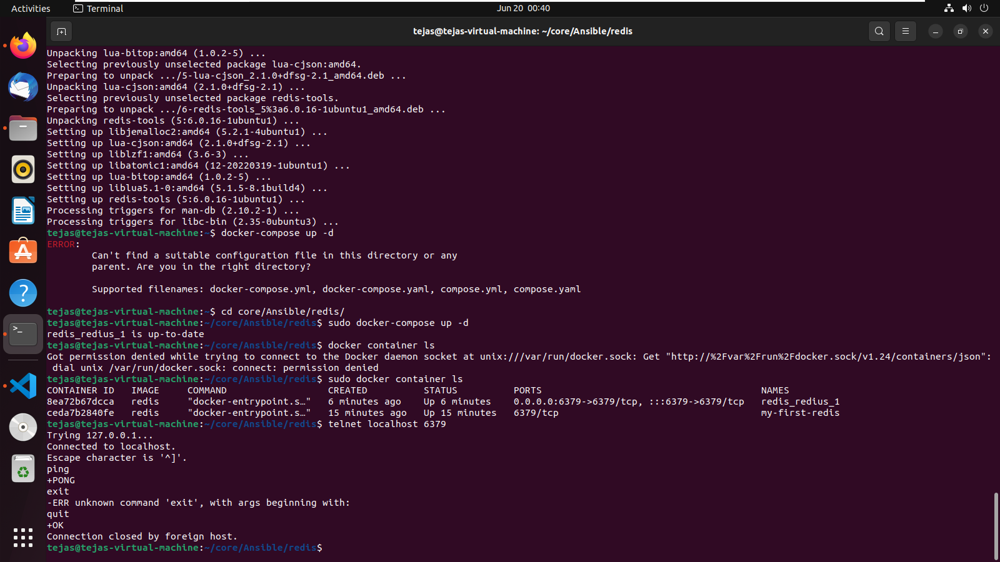 Activities
Terminal
Jun 20 00:40
tejas@tejas-virtual-machine: ~/core/Ansible/redis
Unpacking lua-bitop:amd64 (1.0.2-5) ...
Selecting previously unselected package lua-cjson:amd64.
Preparing to unpack .../5-lua-cjson_2.1.0+dfsg-2.1_amd64.deb ...
Unpacking lua-cjson:amd64 (2.1.0+dfsg-2.1) ...
Selecting previously unselected package redis-tools.
Preparing to unpack .../6-redis-tools_5%3a6.0.16-1ubuntu1_amd64.deb ...
Unpacking redis-tools (5:6.0.16-1ubuntu1) ...
Setting up libjemalloc2:amd64 (5.2.1-4ubuntu1) ...
Setting up lua-cjson:amd64 (2.1.0+dfsg-2.1) ...
Setting up liblzf1:amd64 (3.6-3) ...
Setting up libatomic1:amd64 (12-20220319-1ubuntu1) ...
Setting up lua-bitop:amd64 (1.0.2-5) ...
Setting up liblua5.1-0:amd64 (5.1.5-8.1build4) ...
Setting up redis-tools (5:6.0.16-1ubuntu1) ...
Processing triggers for man-db (2.10.2-1) ...
Processing triggers for libc-bin (2.35-0ubuntu3) ...
tejas@tejas-virtual-machine:~$ docker-compose up -d
ERROR:
Can't find a suitable configuration file in this directory or any
parent. Are you in the right directory?
Supported filenames: docker-compose.yml, docker-compose.yaml, compose.yml, compose.yaml
tejas@tejas-virtual-machine:~$ cd core/Ansible/redis/
tejas@tejas-virtual-machine:~/core/Ansible/redis$ sudo docker-compose up -d
redis_redius_1 is up-to-date
tejas@tejas-virtual-machine:~/core/Ansible/redis$ docker container ls
Got permission denied while trying to connect to the Docker daemon socket at unix:///var/run/docker.sock: Get "http://%2Fvar%2Frun%2Fdocker.sock/v1.24/containers/json":
dial unix /var/run/docker.sock: connect: permission denied
tejas@tejas-virtual-machine:~/core/Ansible/redis$ sudo docker container ls
CONTAINER ID IMAGE COMMAND CREATED STATUS PORTS NAMES
8ea72b67dcca redis "docker-entrypoint.s…" 6 minutes ago Up 6 minutes 0.0.0.0:6379->6379/tcp, :::6379->6379/tcp redis_redius_1
ceda7b2840fe redis "docker-entrypoint.s…" 15 minutes ago Up 15 minutes 6379/tcp my-first-redis
tejas@tejas-virtual-machine:~/core/Ansible/redis$ telnet localhost 6379
Trying 127.0.0.1...
Connected to localhost.
Escape character is '^]'.
ping
+PONG
exit
-ERR unknown command 'exit', with args beginning with:
quit
+OK
Connection closed by foreign host.
tejas@tejas-virtual-machine:~/core/Ansible/redis$